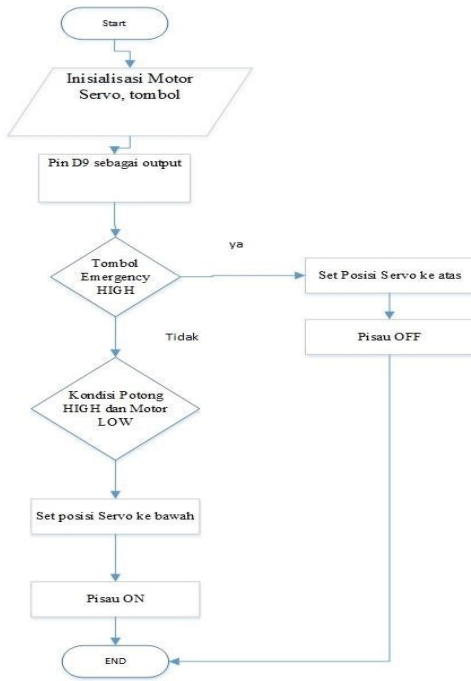 Start
Inisialisasi Motor
Servo, tombol
Pin D9 sebagai output
Tombol
Emergency
HIGH
ya
Set Posisi Servo ke atas
Pisau OFF
Tidak
Kondisi Potong
HIGH dan Motor
LOW
Set posisi Servo ke bawah
Pisau ON
END